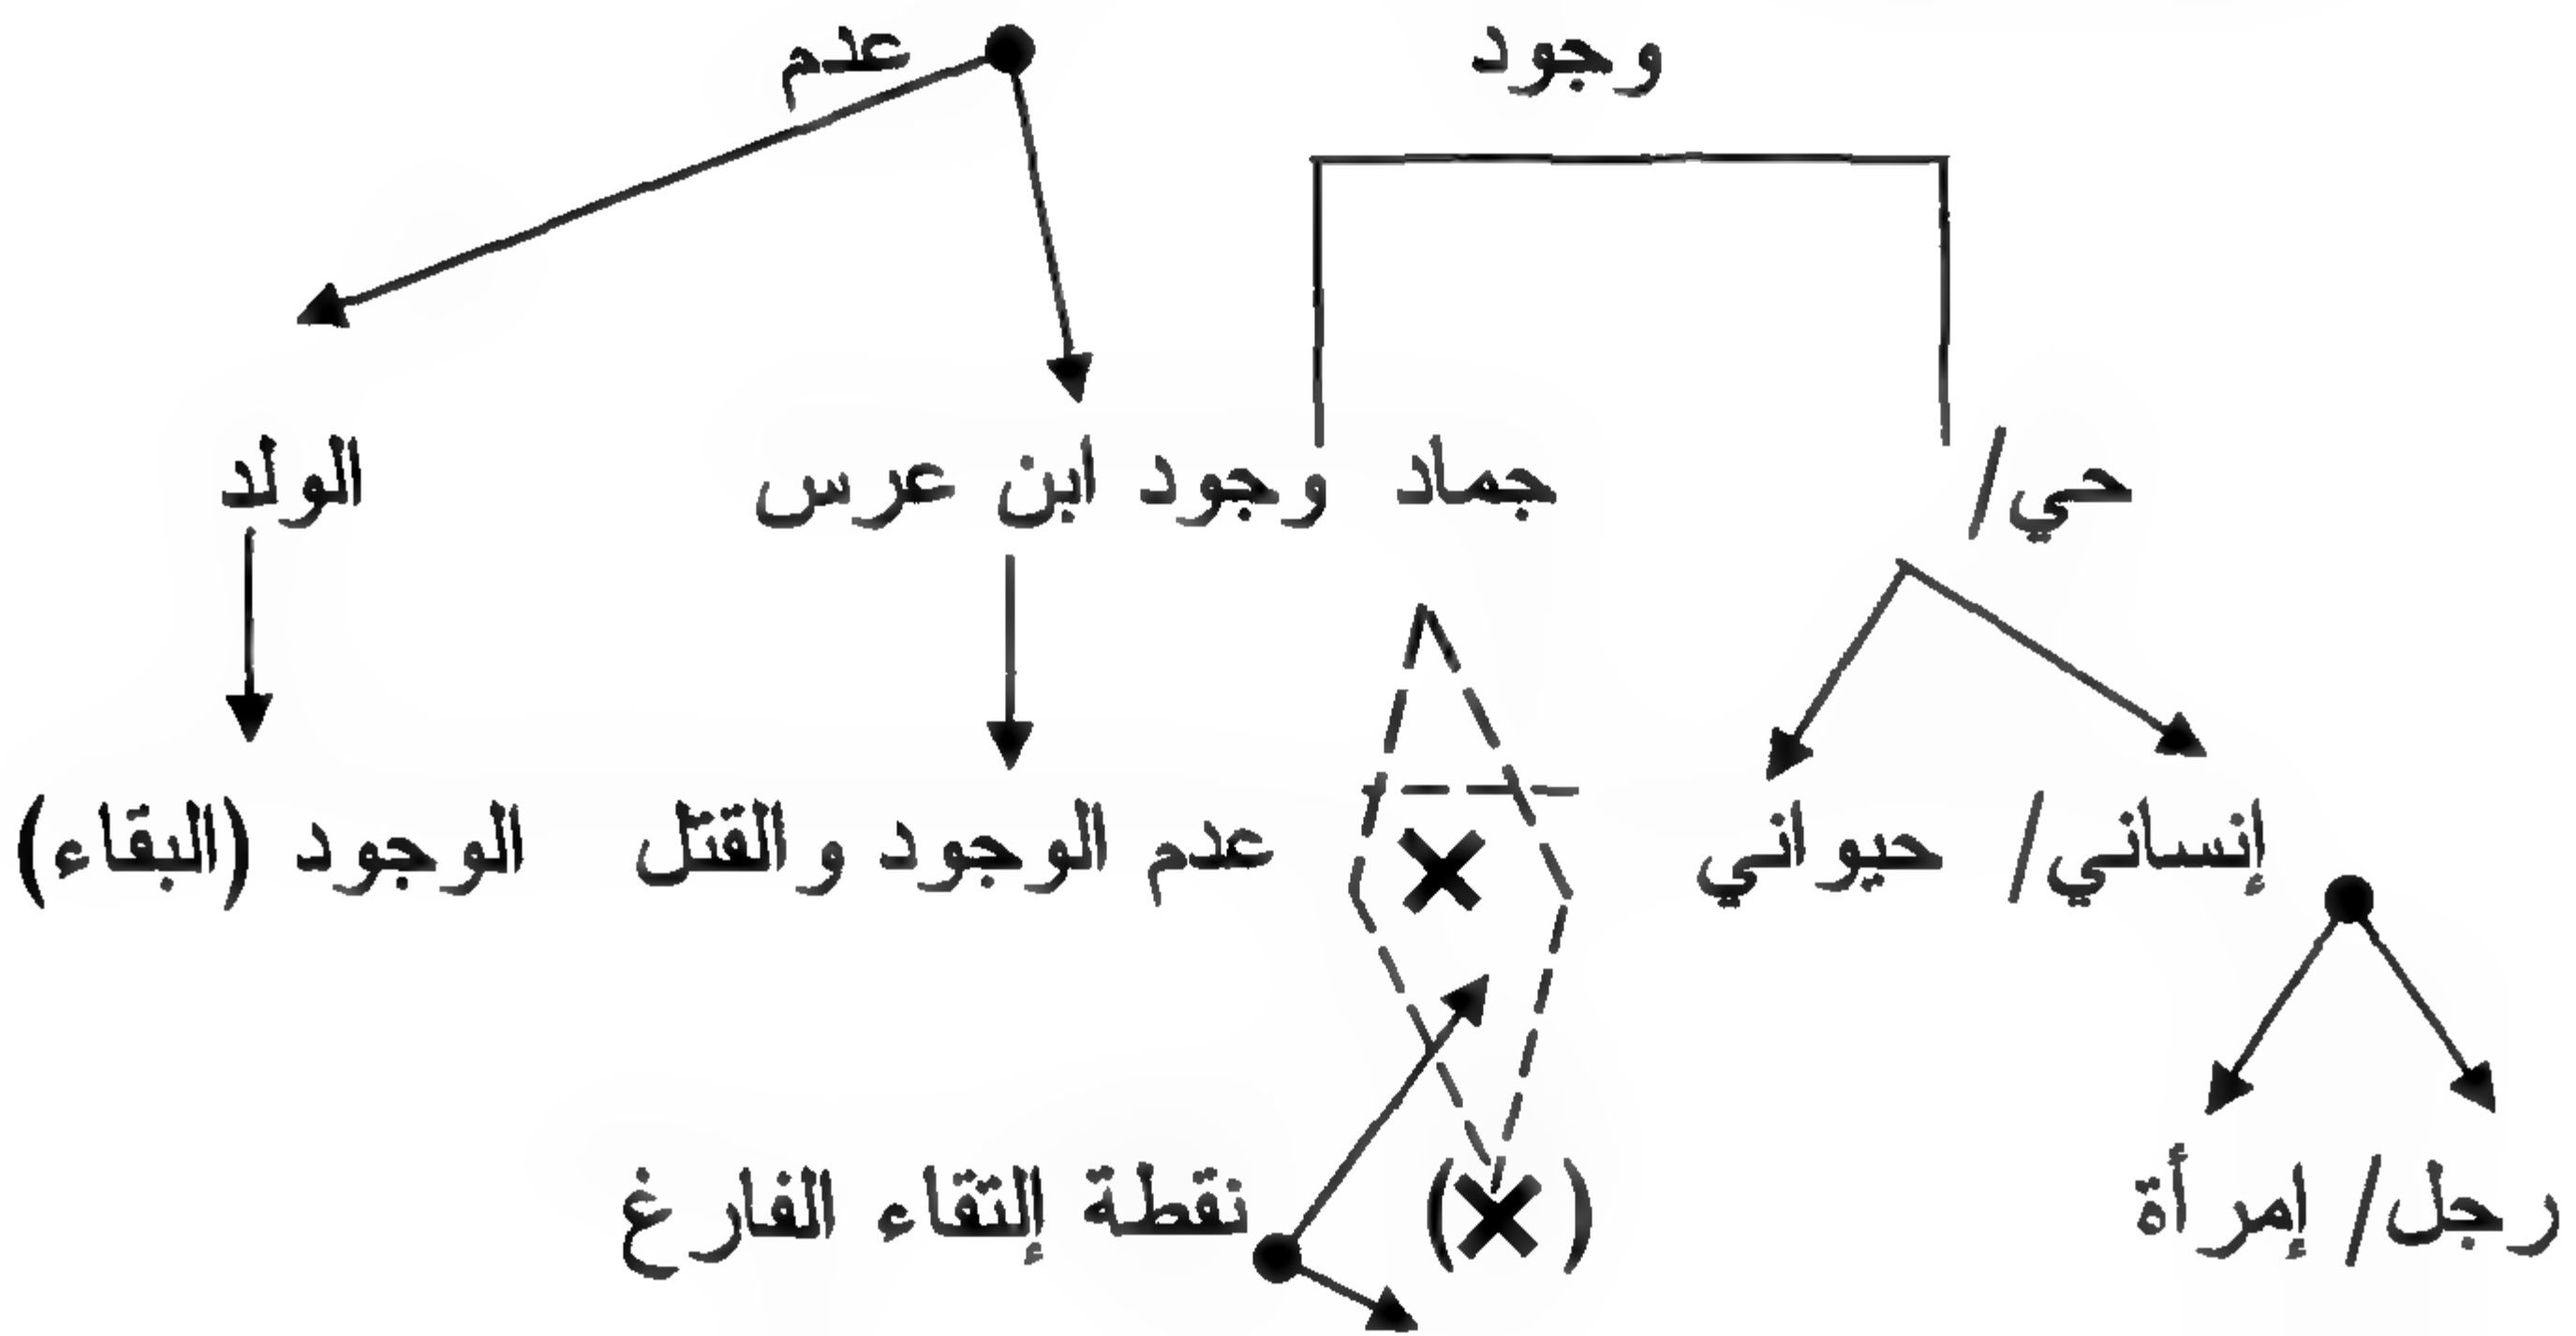 وجود عدم
حي/ جماد وجود ابن عرس الولد
إنساني/ حيواني × عدم الوجود والقتل الوجود (البقاء)
رجل/ إمرأة (×) نقطة إلتقاء الفارغ